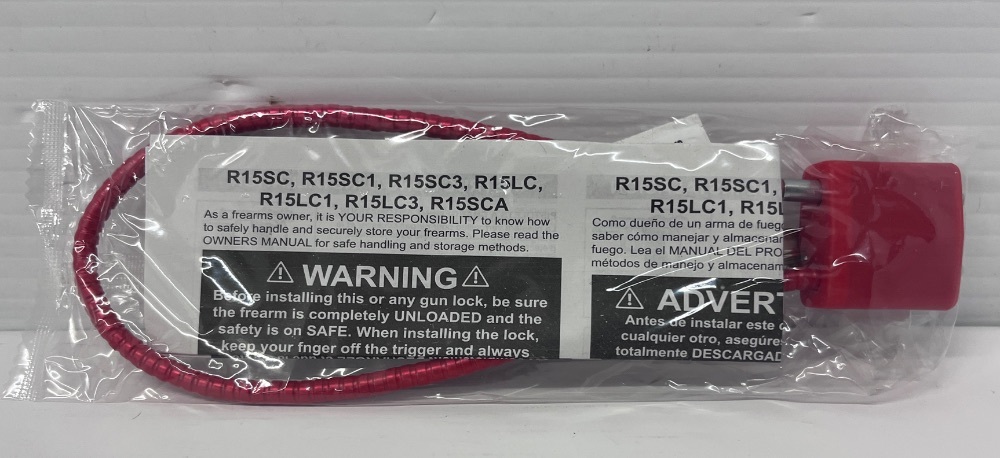 R15SC, R15SC1, R15SC3, R15LC,
R15LC1, R15LC3, R15SCA
As a firearms owner, it is YOUR RESPONSIBILITY to know how
to safely handle and securely store your firearms. Please read the
OWNERS MANUAL for safe handling and storage methods.
WARNING
Before installing this or any gun lock, be sure
the firearm is completely UNLOADED and the
safety is on SAFE. When installing the lock,
keep your fnger off the trigger and always
R15SC, R15SC1,
R15LC1, R15L
Como dueño de un arma de fueg
saber cómo manejar y almacenar
fuego. Lea el MANUAL DEL PRO
métodos de manejo y almacenam
ADVERT
Antes de instalar este
cualquier otro, asegúre
totalmente DESCARGAD